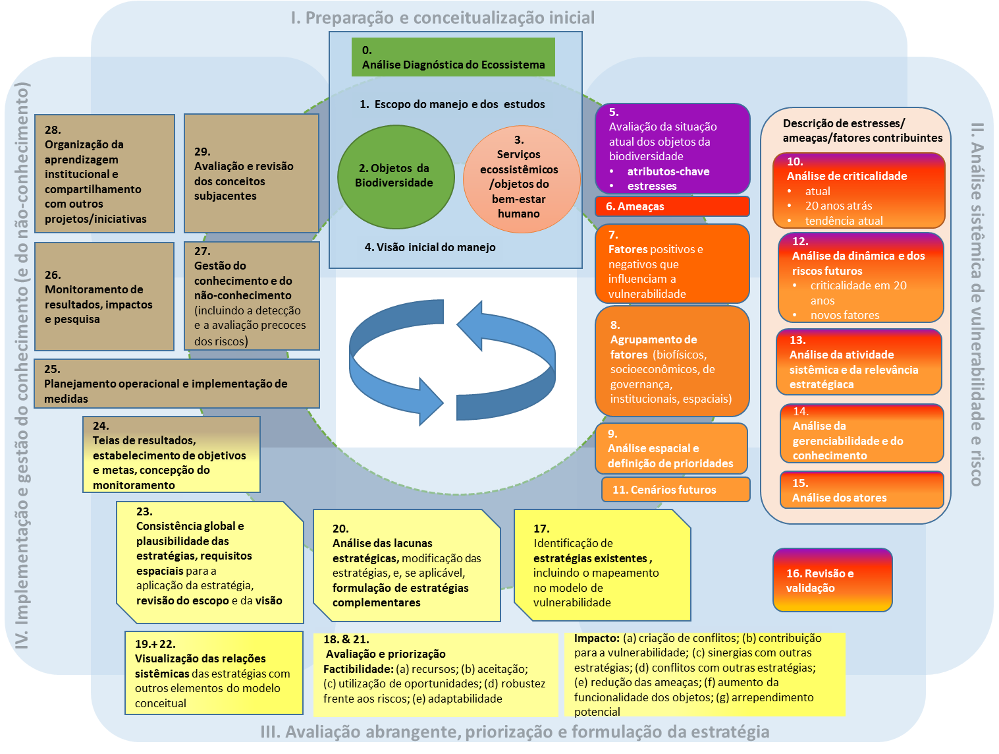 I. Preparação e conceitualização inicial
0.
Análise Diagnóstica do Ecossistema
1. Escopo do manejo e dos estudos
2. Objetos da
Biodiversidade
3.
Serviços
ecossistêmicos
/objetos do
bem-estar
humano
4. Visão inicial do manejo
II. Análise sistêmica de vulnerabilidade e risco
5.
Avaliação da situação
atual dos objetos da
biodiversidade
• atributos-chave
• estresses
6. Ameaças
7.
Fatores positivos e
negativos que
influenciam a
vulnerabilidade
8.
Agrupamento de
fatores (biofísicos,
socioeconômicos, de
governança,
institucionais, espaciais)
9.
Análise espacial e
definição de prioridades
11. Cenários futuros
Descrição de estresses/
ameaças/fatores contribuintes
10.
Análise de criticalidade
• atual
• 20 anos atrás
• tendência atual
12.
Análise da dinâmica e dos
riscos futuros
• criticalidade em 20
anos
• novos fatores
13.
Análise da atividade
sistêmica e da relevância
estratégiaca
14.
Análise da
gerenciabilidade e do
conhecimento
15.
Análise dos atores
16. Revisão e
validação
III. Avaliação abrangente, priorização e formulação da estratégia
17.
Identificação de
estratégias existentes ,
incluindo o mapeamento
no modelo de
vulnerabilidade
20.
Análise das lacunas
estratégicas, modificação das
estratégias, e, se aplicável,
formulação de estratégias
complementares
23.
Consistência global e
plausibilidade das
estratégias, requisitos
espaciais para a
aplicação da estratégia,
revisão do escopo e da visão
19.+ 22.
Visualização das relações
sistêmicas das estratégias com
outros elementos do modelo
conceitual
18. & 21.
Avaliação e priorização
Factibilidade: (a) recursos; (b) aceitação;
(c) utilização de oportunidades; (d) robustez
frente aos riscos; (e) adaptabilidade
Impacto: (a) criação de conflitos; (b) contribuição
para a vulnerabilidade; (c) sinergias com outras
estratégias; (d) conflitos com outras estratégias;
(e) redução das ameaças; (f) aumento da
funcionalidade dos objetos; (g) arrependimento
potencial
IV. Implementação e gestão do conhecimento (e do não-conhecimento)
24.
Teias de resultados,
estabelecimento de objetivos
e metas, concepção do
monitoramento
25.
Planejamento operacional e implementação de
medidas
26.
Monitoramento de
resultados, impactos
e pesquisa
27.
Gestão do
conhecimento e do
não-conhecimento
(incluindo a detecção
e a avaliação precoces
dos riscos)
28.
Organização da
aprendizagem
institucional e
compartilhamento
com outros
projetos/iniciativas
29.
Avaliação e revisão
dos conceitos
subjacentes